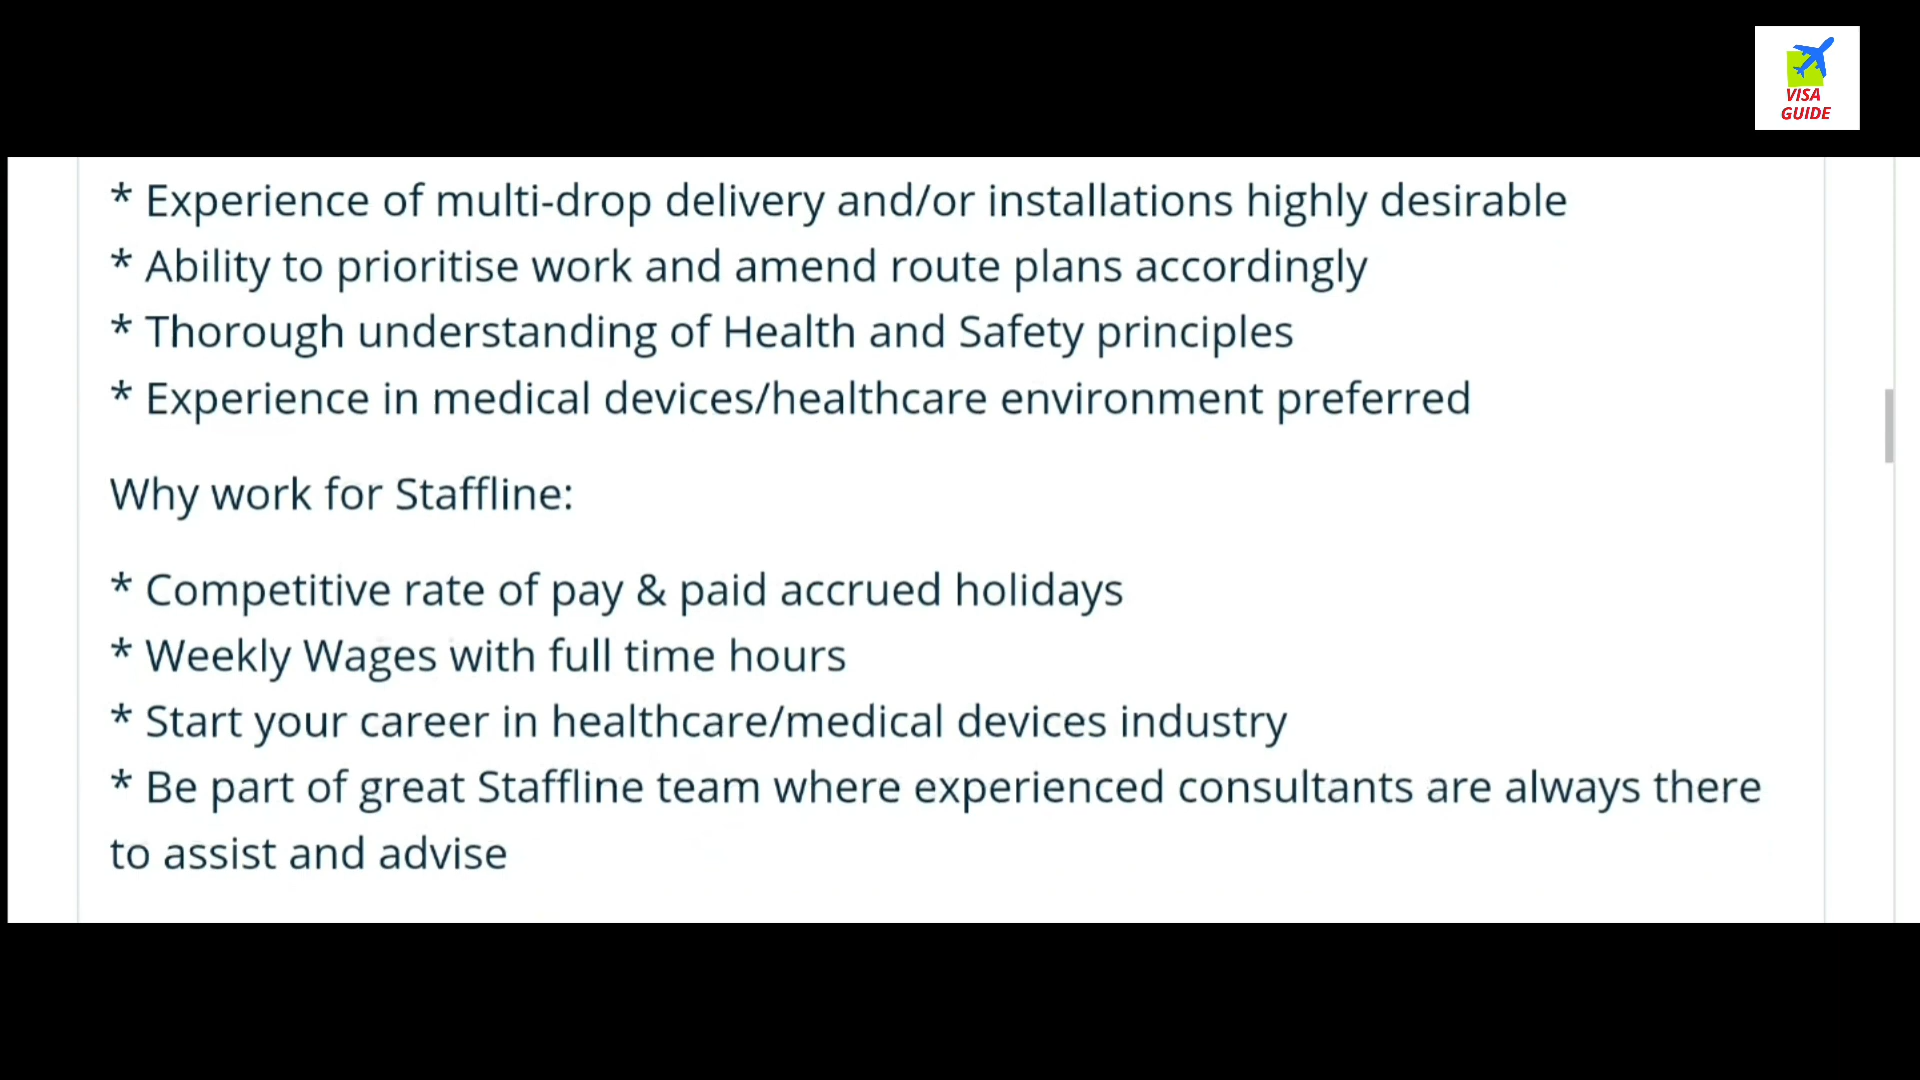 VISA
GUIDE
* Experience of multi-drop delivery and/or installations highly desirable
* Ability to prioritise work and amend route plans accordingly
* Thorough understanding of Health and Safety principles
* Experience in medical devices/healthcare environment preferred
Why work for Staffline:
* Competitive rate of pay & paid accrued holidays
* Weekly Wages with full time hours
* Start your career in healthcare/medical devices industry
* Be part of great Staffline team where experienced consultants are always there
to assist and advise